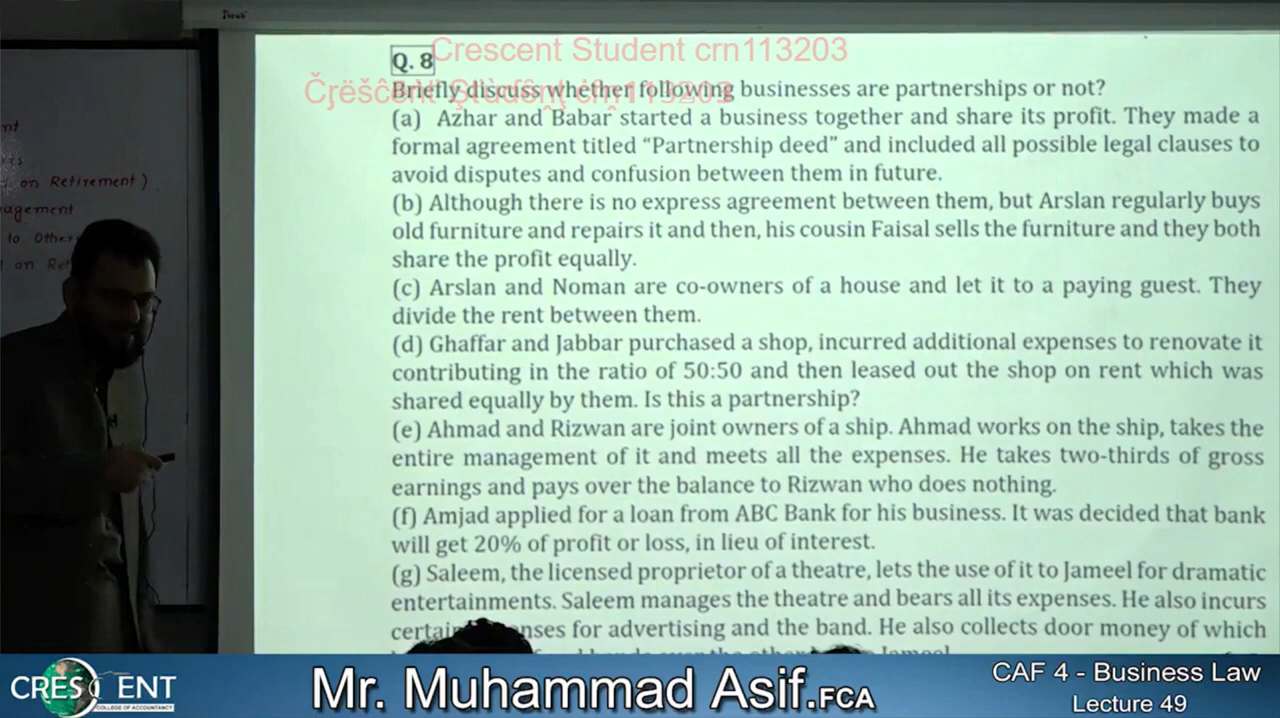 Crescent Student crn113203
Q. 8
Briefly discuss whether following businesses are partnerships or not?
(a) Azhar and Babar started a business together and share its profit. They made a
formal agreement titled “Partnership deed” and included all possible legal clauses to
avoid disputes and confusion between them in future.
(b) Although there is no express agreement between them, but Arslan regularly buys
old furniture and repairs it and then, his cousin Faisal sells the furniture and they both
share the profit equally.
(c) Arslan and Noman are co-owners of a house and let it to a paying guest. They
divide the rent between them.
(d) Ghaffar and Jabbar purchased a shop, incurred additional expenses to renovate it
contributing in the ratio of 50:50 and then leased out the shop on rent which was
shared equally by them. Is this a partnership?
(e) Ahmad and Rizwan are joint owners of a ship. Ahmad works on the ship, takes the
entire management of it and meets all the expenses. He takes two-thirds of gross
earnings and pays over the balance to Rizwan who does nothing.
(f) Amjad applied for a loan from ABC Bank for his business. It was decided that bank
will get 20% of profit or loss, in lieu of interest.
(g) Saleem, the licensed proprietor of a theatre, lets the use of it to Jameel for dramatic
entertainments. Saleem manages the theatre and bears all its expenses. He also incurs
for advertising and the band. He also collects door money of which
on Retirement)
to
on
CRESCENT
COLLEGE OF ACCOUNTANCY
Mr. Muhammad Asif.FCA
CAF 4 - Business Law
Lecture 49